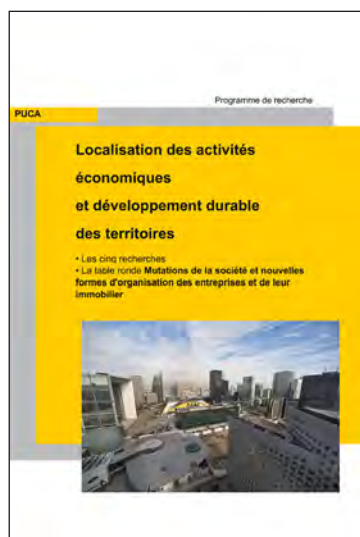 Programme de recherche
PUCA
Localisation des activités
économiques
et développement durable
des territoires
• Les cinq recherches
• La table ronde Mutations de la société et nouvelles
formes d'organisation des entreprises et de leur
immobilier